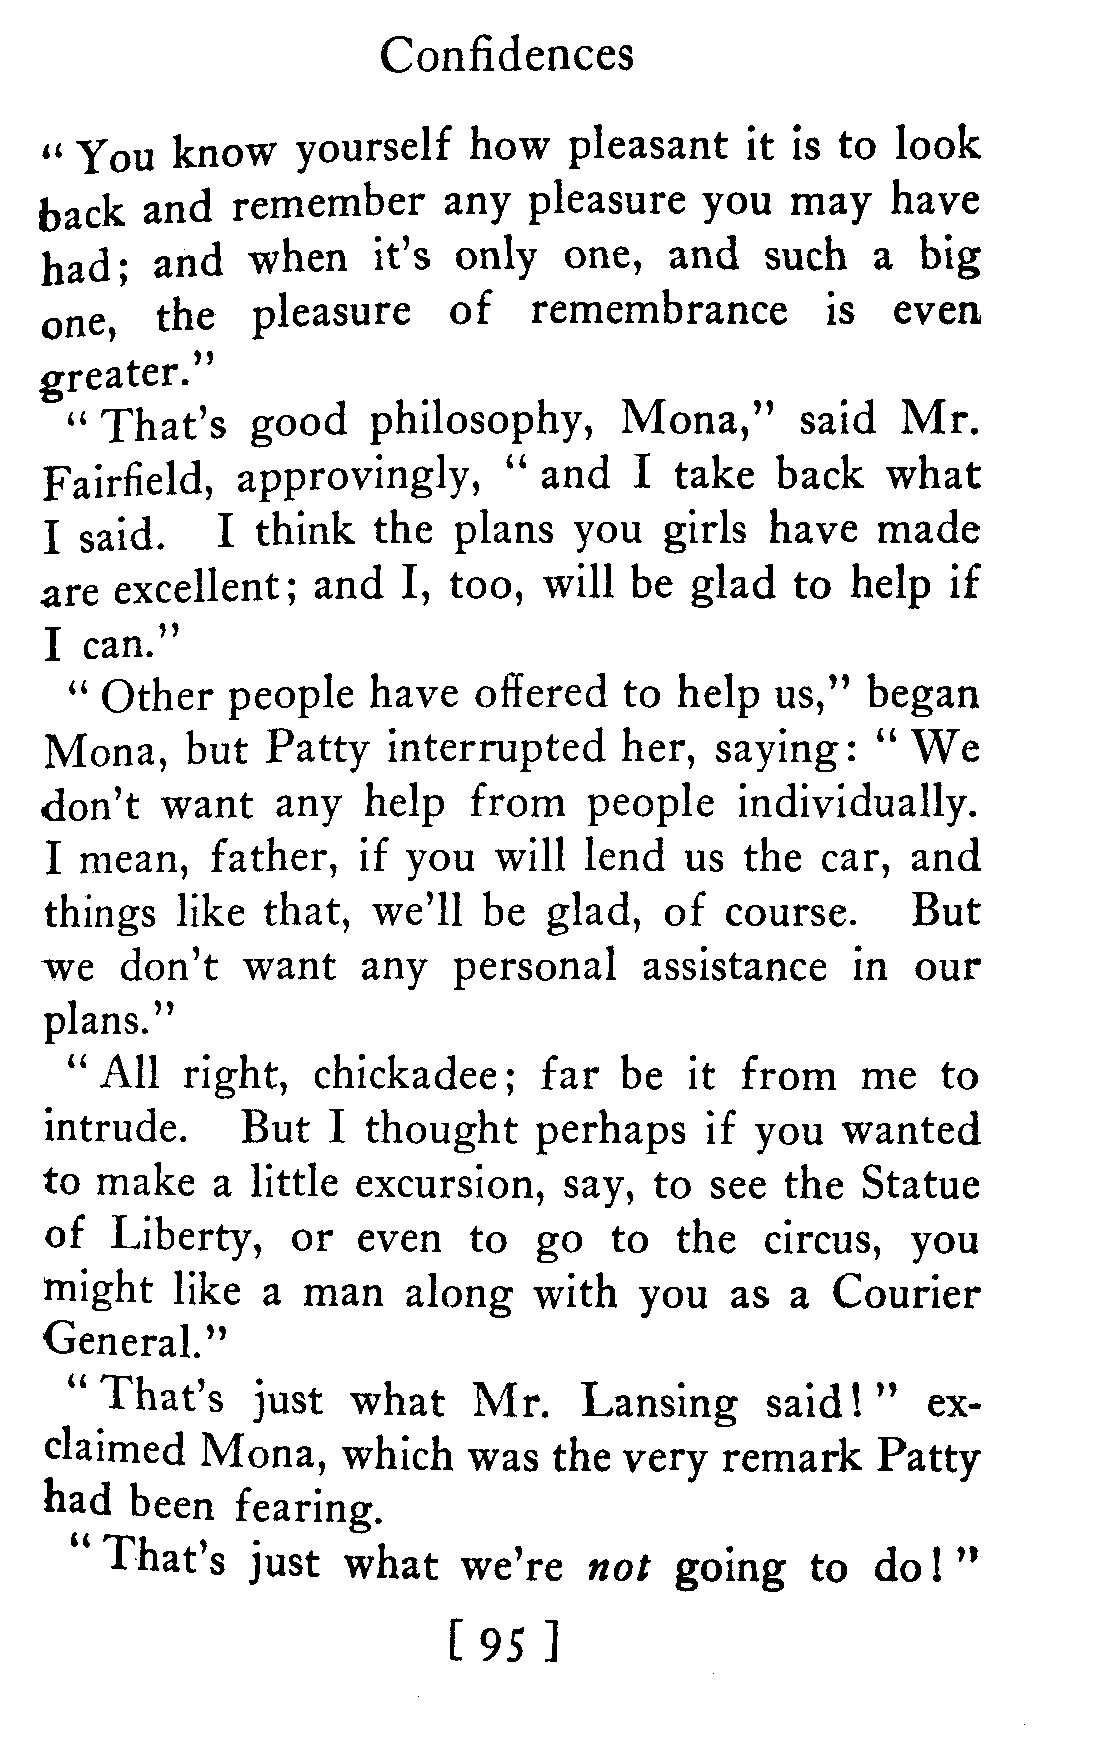 Confidences
“ You know yourself how pleasant it is to look
back and remember any pleasure you may have
had; and when it’s only one, and such a big
one, the pleasure of remembrance is even
greater.”
“ That’s good philosophy, Mona,” said Mr.
Fairfield, approvingly, “ and I take back what
I said. I think the plans you girls have made
are excellent; and I, too, will be glad to help if
I can.”
“ Other people have offered to help us,” began
Mona, but Patty interrupted her, saying: “ We
don’t want any help from people individually.
I mean, father, if you will lend us the car, and
things like that, we’ll be glad, of course. But
we don’t want any personal assistance in our
plans.”
“ All right, chickadee; far be it from me to
intrude. But I thought perhaps if you wanted
to make a little excursion, say, to see the Statue
of Liberty, or even to go to the circus, you
might like a man along with you as a Courier
General.”
“ That’s just what Mr. Lansing said! ” ex-
claimed Mona, which was the very remark Patty
had been fearing.
“ That’s just what we’re not going to do! ”
[ 95 ]